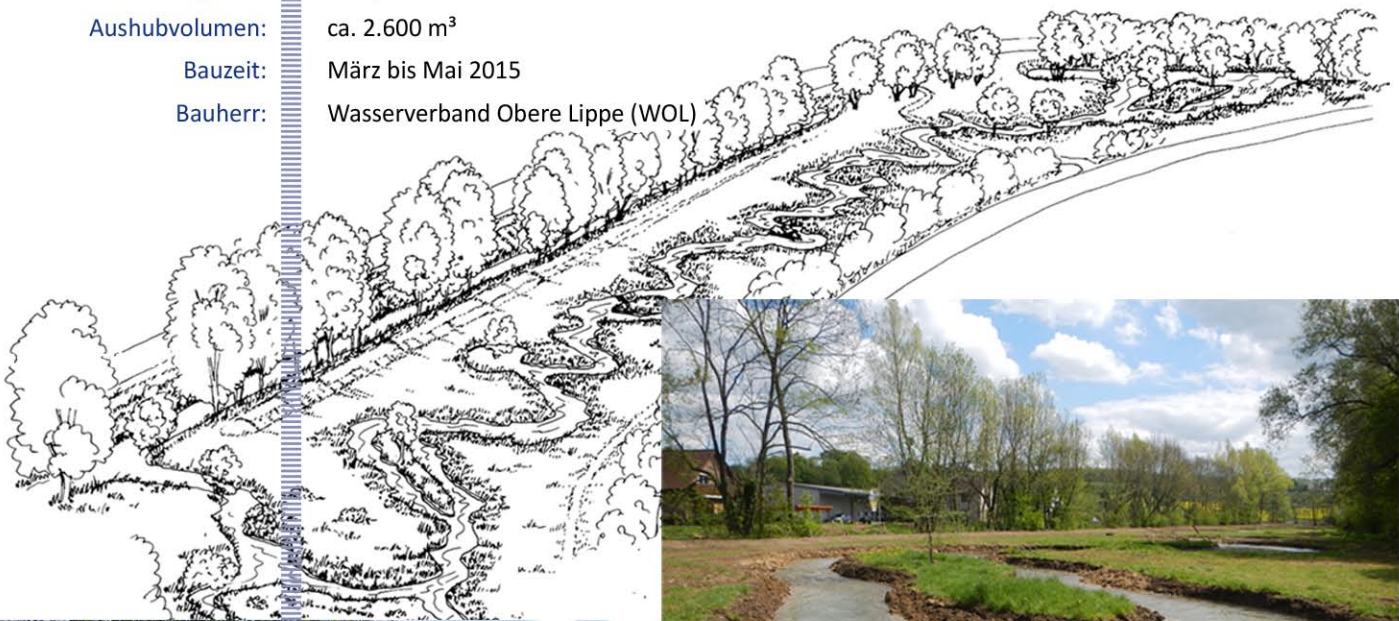 Aushubvolumen: ca. 2.600 m³
Bauzeit: März bis Mai 2015
Bauherr: Wasserverband Obere Lippe (WOL)